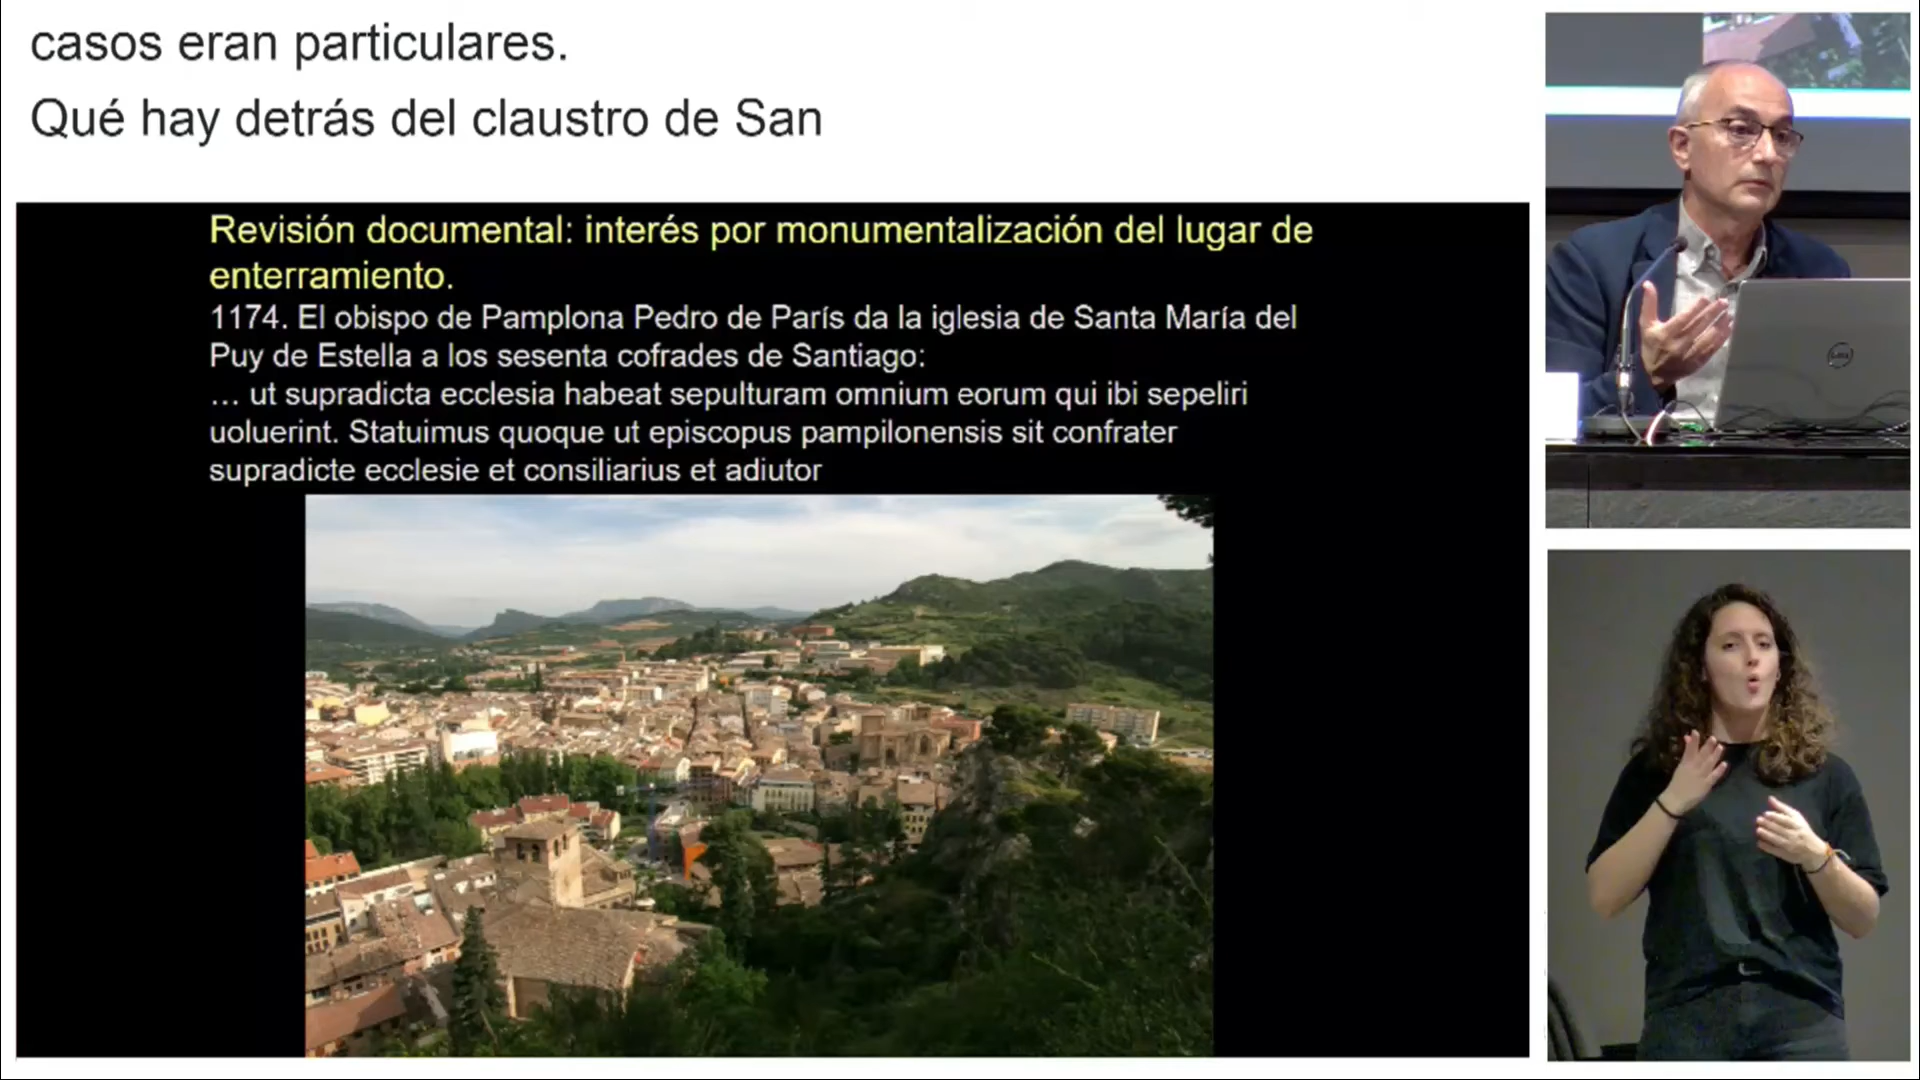 casos eran particulares.
Qué hay detrás del claustro de San
Revisión documental: interés por monumentalización del lugar de
enterramiento.
1174. El obispo de Pamplona Pedro de París da la iglesia de Santa María del
Puy de Estella a los sesenta cofrades de Santiago:
… ut supradicta ecclesia habeat sepulturam omnium eorum qui ibi sepeliri
uoluerint. Statuimus quoque ut episcopus pampilonensis sit confrater
supradicte ecclesie et consiliarius et adiutor
DELL